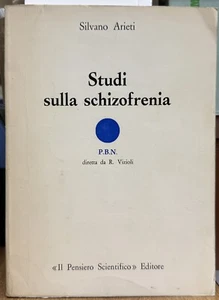 Silvano Arieti
Studi
sulla schizofrenia
P.B.N.
diretta da R. Vizioli
«Il Pensiero Scientifico» Editore